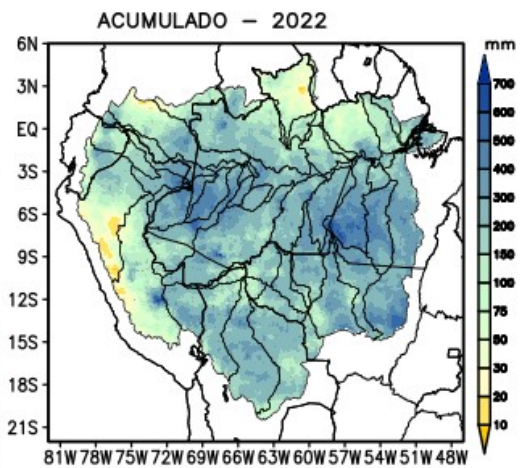 ACUMULADO – 2022
6N
mm
700
3N
600
EQ
500
3S
400
300
6S
200
9S
150
100
12S
75
15S
50
30
18S
20
21S
10
81W 78W 75W 72W 69W 66W 63W 60W 57W 54W 51W 48W